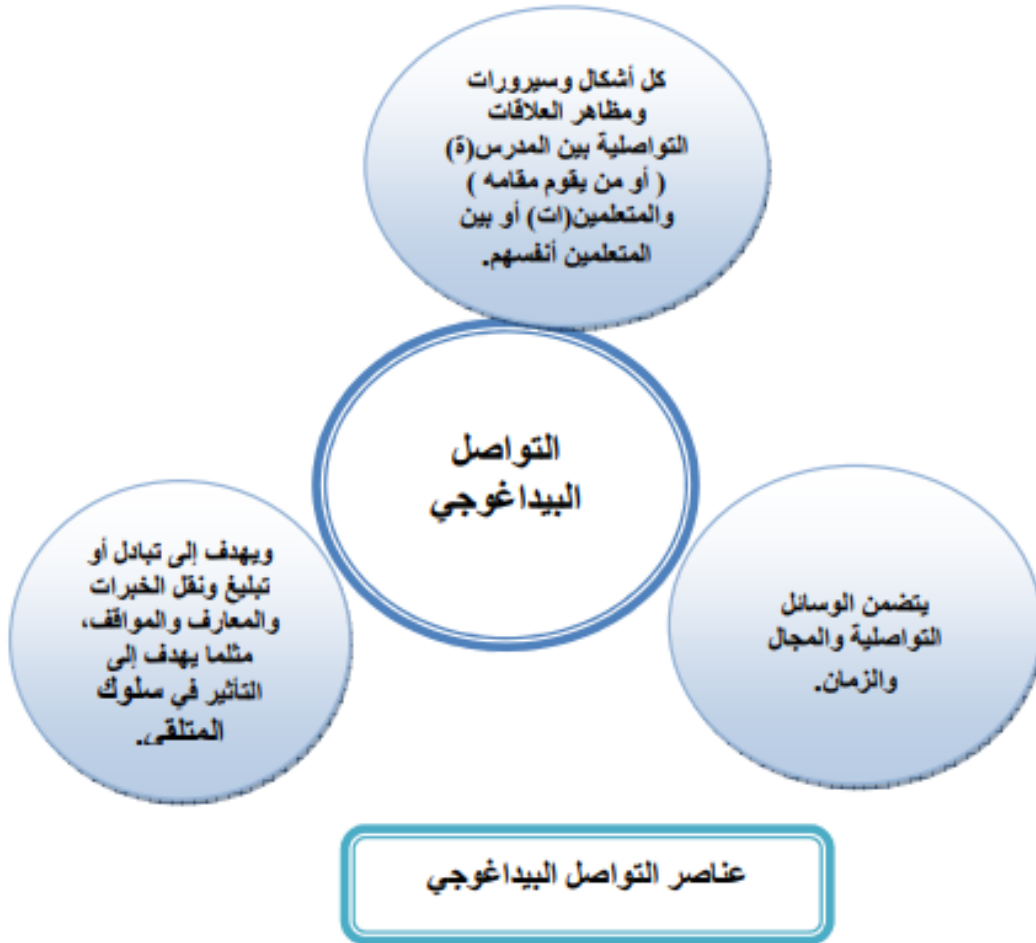 كل أشكال وسيرورات
ومظاهر العلاقات
التواصلية بين المدرس(ة)
( أو من يقوم مقامه )
والمتعلمين(ات) أو بين
المتعلمين أنفسهم.
التواصل
البيداغوجي
يتضمن الوسائل
التواصلية والمجال
والزمان.
ويهدف إلى تبادل أو
تبليغ ونقل الخبرات
والمعارف والمواقف،
مثلما يهدف إلى
التأثير في سلوك
المتلقي.
عناصر التواصل البيداغوجي